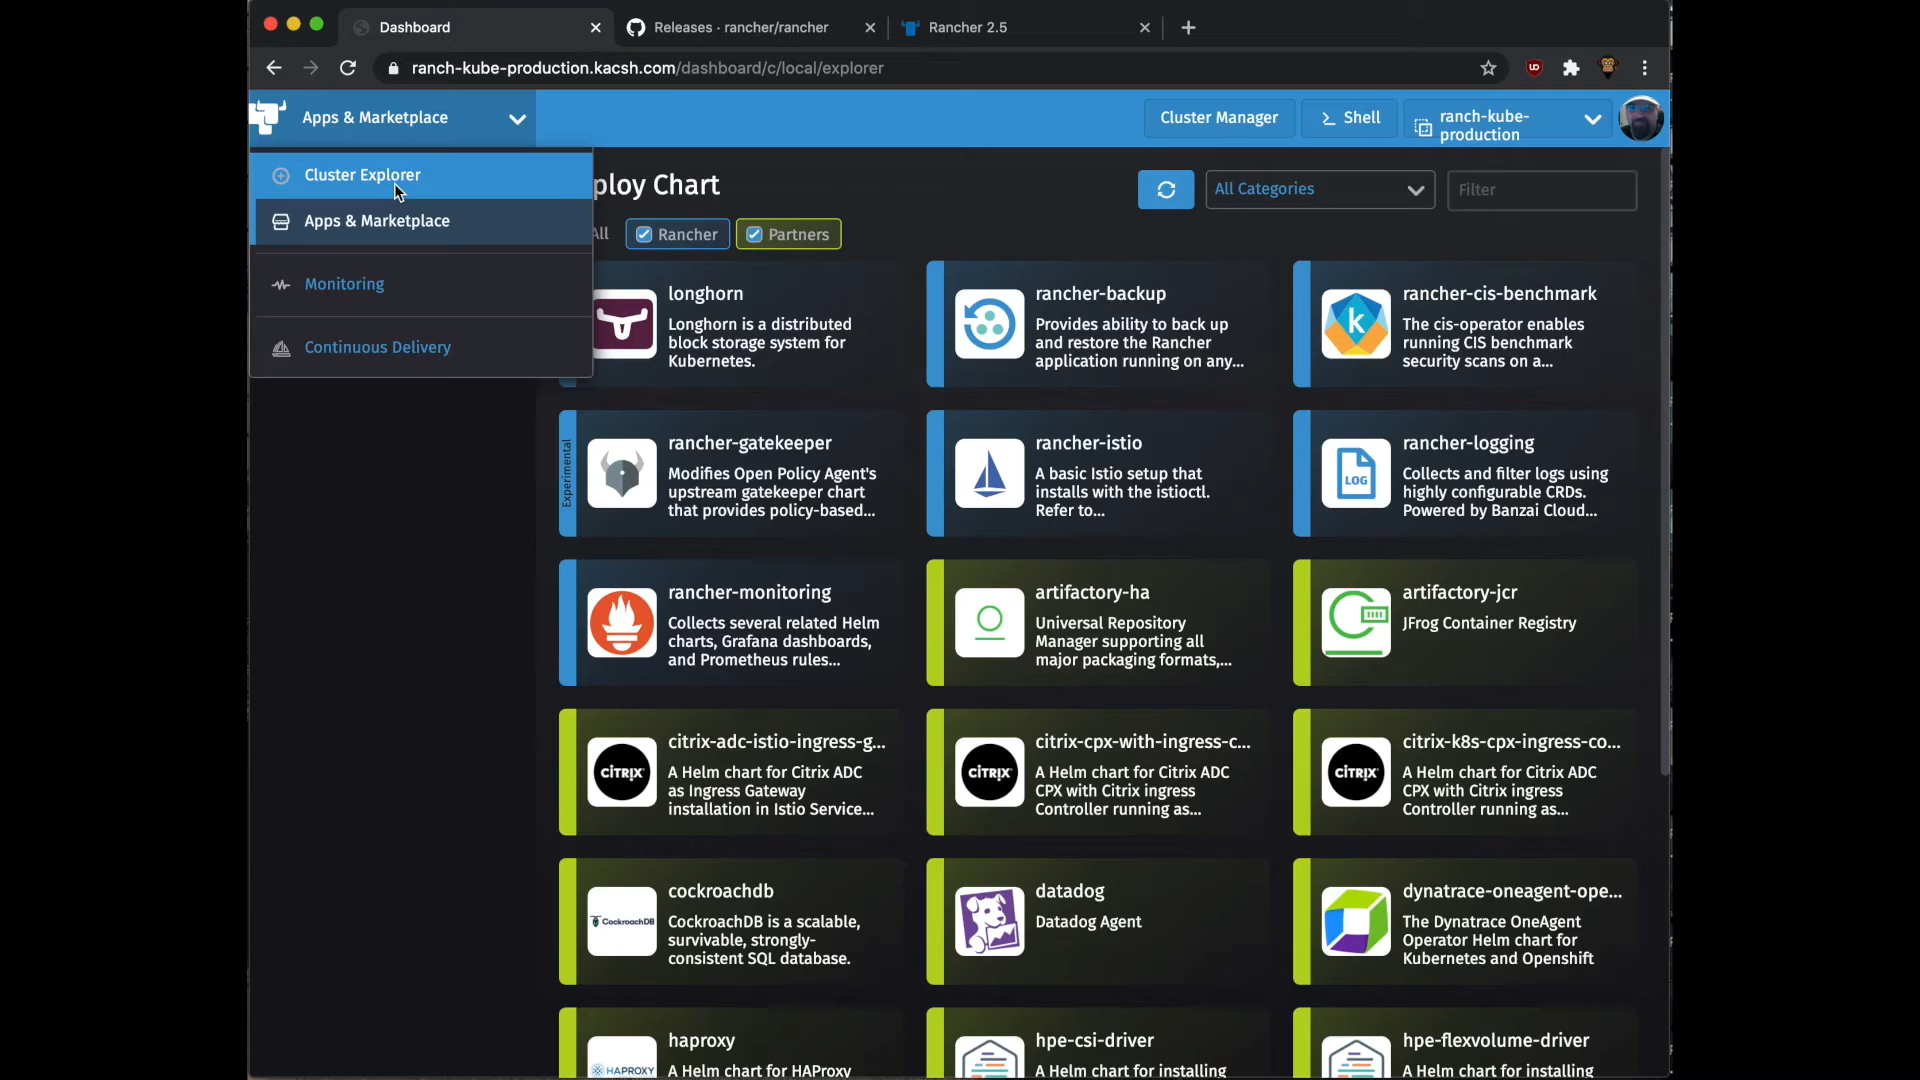 Dashboard
Releases · rancher/rancher
Rancher 2.5
ranch-kube-production.kacsh.com/dashboard/c/local/explorer
Apps & Marketplace
Cluster Manager
Shell
ranch-kube-
production
Cluster Explorer
Apps & Marketplace
Monitoring
Continuous Delivery
ploy Chart
All Categories
Filter
All
Rancher
Partners
longhorn
Longhorn is a distributed
block storage system for
Kubernetes.
rancher-backup
Provides ability to back up
and restore the Rancher
application running on any...
rancher-cis-benchmark
The cis-operator enables
running CIS benchmark
security scans on a...
Experimental
rancher-gatekeeper
Modifies Open Policy Agent's
upstream gatekeeper chart
that provides policy-based...
rancher-istio
A basic Istio setup that
installs with the istioctl.
Refer to...
LOG
rancher-logging
Collects and filter logs using
highly configurable CRDs.
Powered by Banzai Cloud...
rancher-monitoring
Collects several related Helm
charts, Grafana dashboards,
and Prometheus rules...
artifactory-ha
Universal Repository
Manager supporting all
major packaging formats,...
artifactory-jcr
JFrog Container Registry
CITRIX
citrix-adc-istio-ingress-g...
A Helm chart for Citrix ADC
as Ingress Gateway
installation in Istio Service...
CITRIX
citrix-cpx-with-ingress-c...
A Helm chart for Citrix ADC
CPX with Citrix ingress
Controller running as...
CITRIX
citrix-k8s-cpx-ingress-co...
A Helm chart for Citrix ADC
CPX with Citrix ingress
Controller running as...
CockroachDB
cockroachdb
CockroachDB is a scalable,
survivable, strongly-
consistent SQL database.
datadog
Datadog Agent
dynatrace-oneagent-ope...
The Dynatrace OneAgent
Operator Helm chart for
Kubernetes and Openshift
HAPROXY
haproxy
A Helm chart for HAProxy
hpe-csi-driver
A Helm chart for installing
hpe-flexvolume-driver
A Helm chart for installing